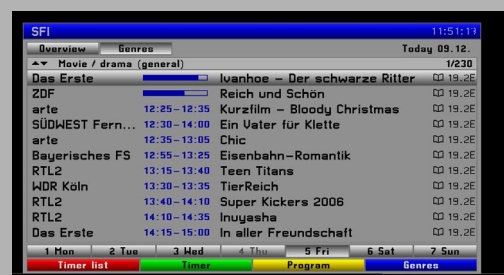 SFI 11:51:13
Overview Genres Today 09.12.
Movie / drama (general) 1/230
Das Erste Ivanhoe – Der schwarze Ritter 19.2E
ZDF Reich und Schön 19.2E
arte 12:25–12:35 Kurzfilm – Bloody Christmas 19.2E
SÜDWEST Fern... 12:30–14:00 Ein Vater für Klette 19.2E
arte 12:35–13:05 Chic 19.2E
Bayerisches FS 12:55–13:25 Eisenbahn–Romantik 19.2E
RTL2 13:15–13:40 Teen Titans 19.2E
WDR Köln 13:30–13:35 TierReich 19.2E
RTL2 13:40–14:10 Super Kickers 2006 19.2E
RTL2 14:10–14:35 Inuyasha 19.2E
Das Erste 14:15–15:00 In aller Freundschaft 19.2E
1 Mon 2 Tue 3 Wed 4 Thu 5 Fri 6 Sat 7 Sun
Timer list Timer Program Genres